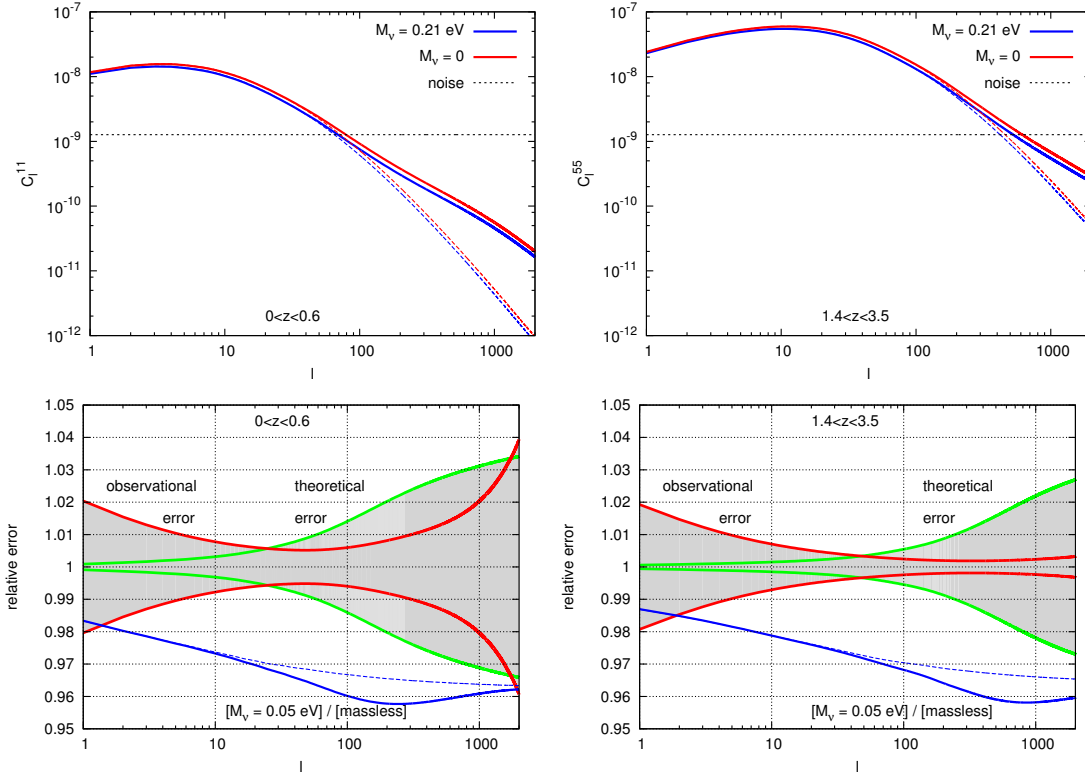 M_ν = 0.21 eV
M_ν = 0
noise
10^-7
10^-8
10^-9
10^-10
10^-11
10^-12
C_l^11
0<z<0.6
1 10 100 1000
l
M_ν = 0.21 eV
M_ν = 0
noise
10^-7
10^-8
10^-9
10^-10
10^-11
10^-12
C_l^55
1.4<z<3.5
1 10 100 1000
l
1.05
1.04
1.03
1.02
1.01
1
0.99
0.98
0.97
0.96
0.95
relative error
0<z<0.6
observational theoretical
error error
[M_ν = 0.05 eV] / [massless]
1 10 100 1000
l
1.05
1.04
1.03
1.02
1.01
1
0.99
0.98
0.97
0.96
0.95
relative error
1.4<z<3.5
observational theoretical
error error
[M_ν = 0.05 eV] / [massless]
1 10 100 1000
l